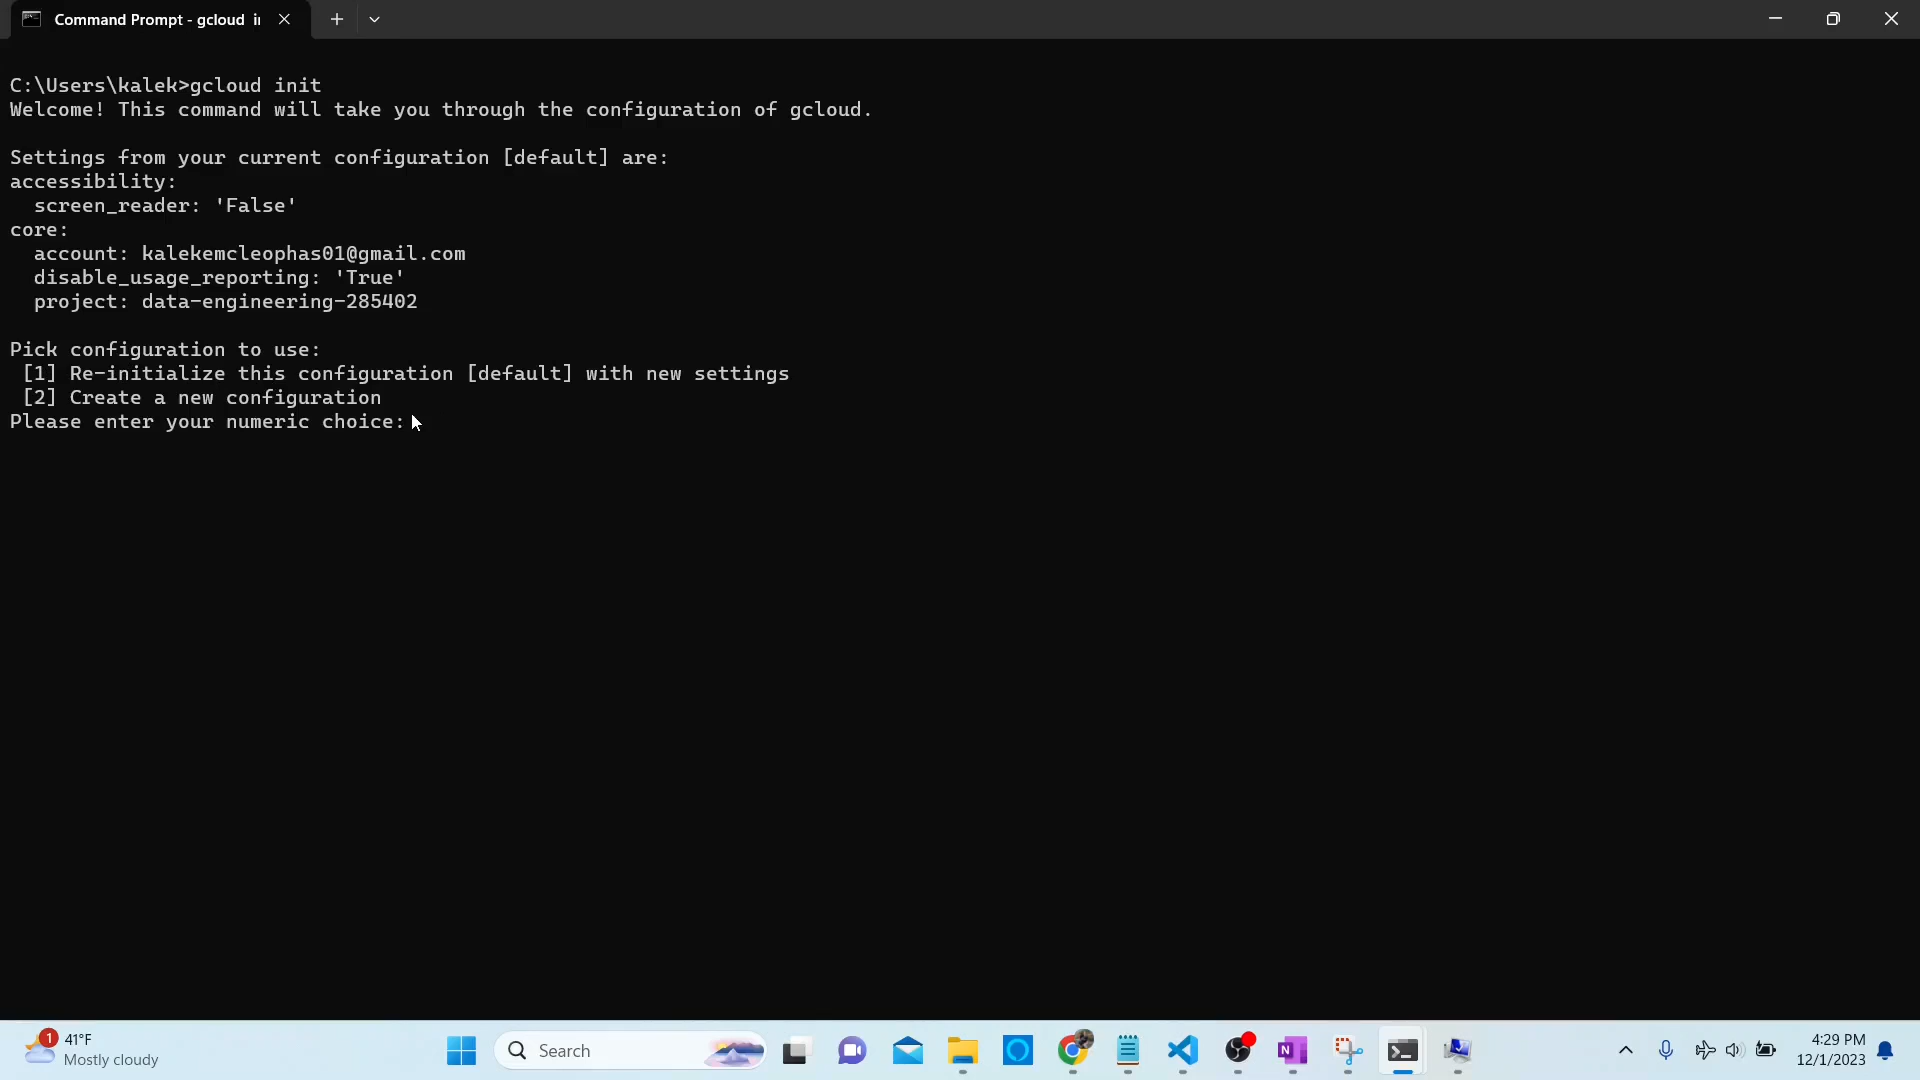 Command Prompt - gcloud i
C:\Users\kalek>gcloud init
Welcome! This command will take you through the configuration of gcloud.
Settings from your current configuration [default] are:
accessibility:
  screen_reader: 'False'
core:
  account: kalekemcleophas01@gmail.com
  disable_usage_reporting: 'True'
  project: data-engineering-285402
Pick configuration to use:
 [1] Re-initialize this configuration [default] with new settings
 [2] Create a new configuration
Please enter your numeric choice:
1
41°F
Mostly cloudy
Search
N
4:29 PM
12/1/2023